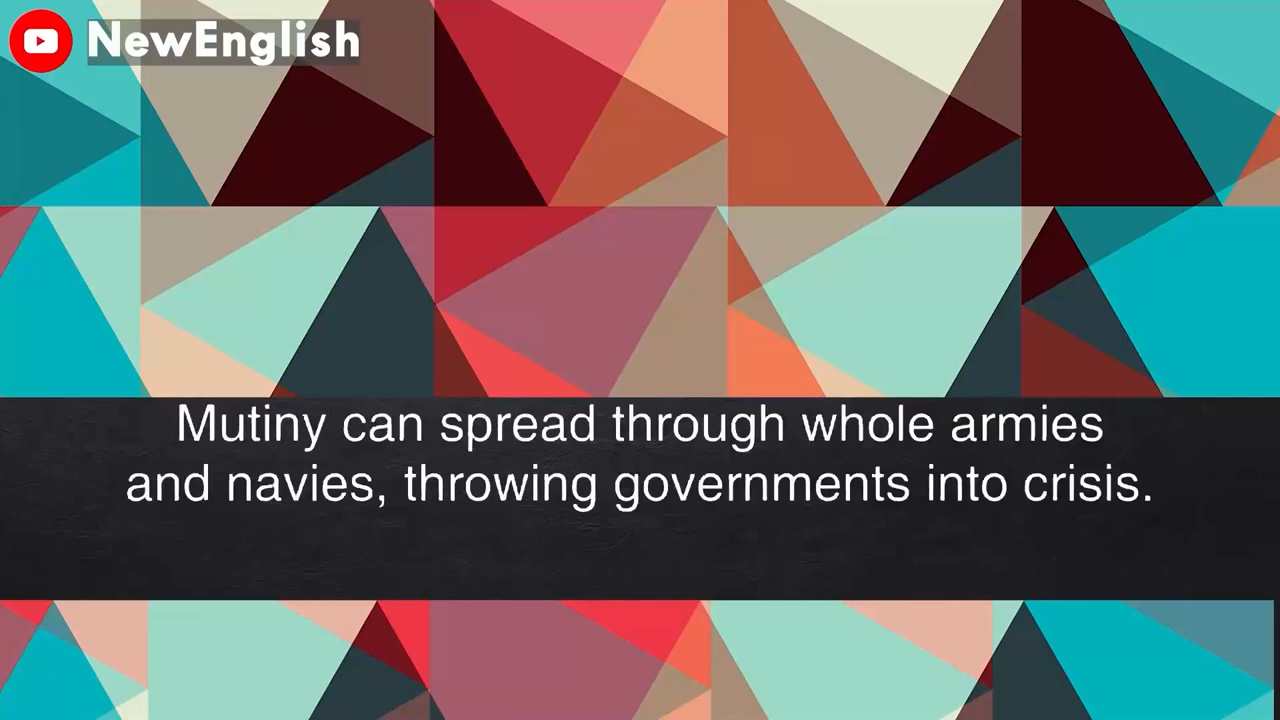 NewEnglish
Mutiny can spread through whole armies
and navies, throwing governments into crisis.